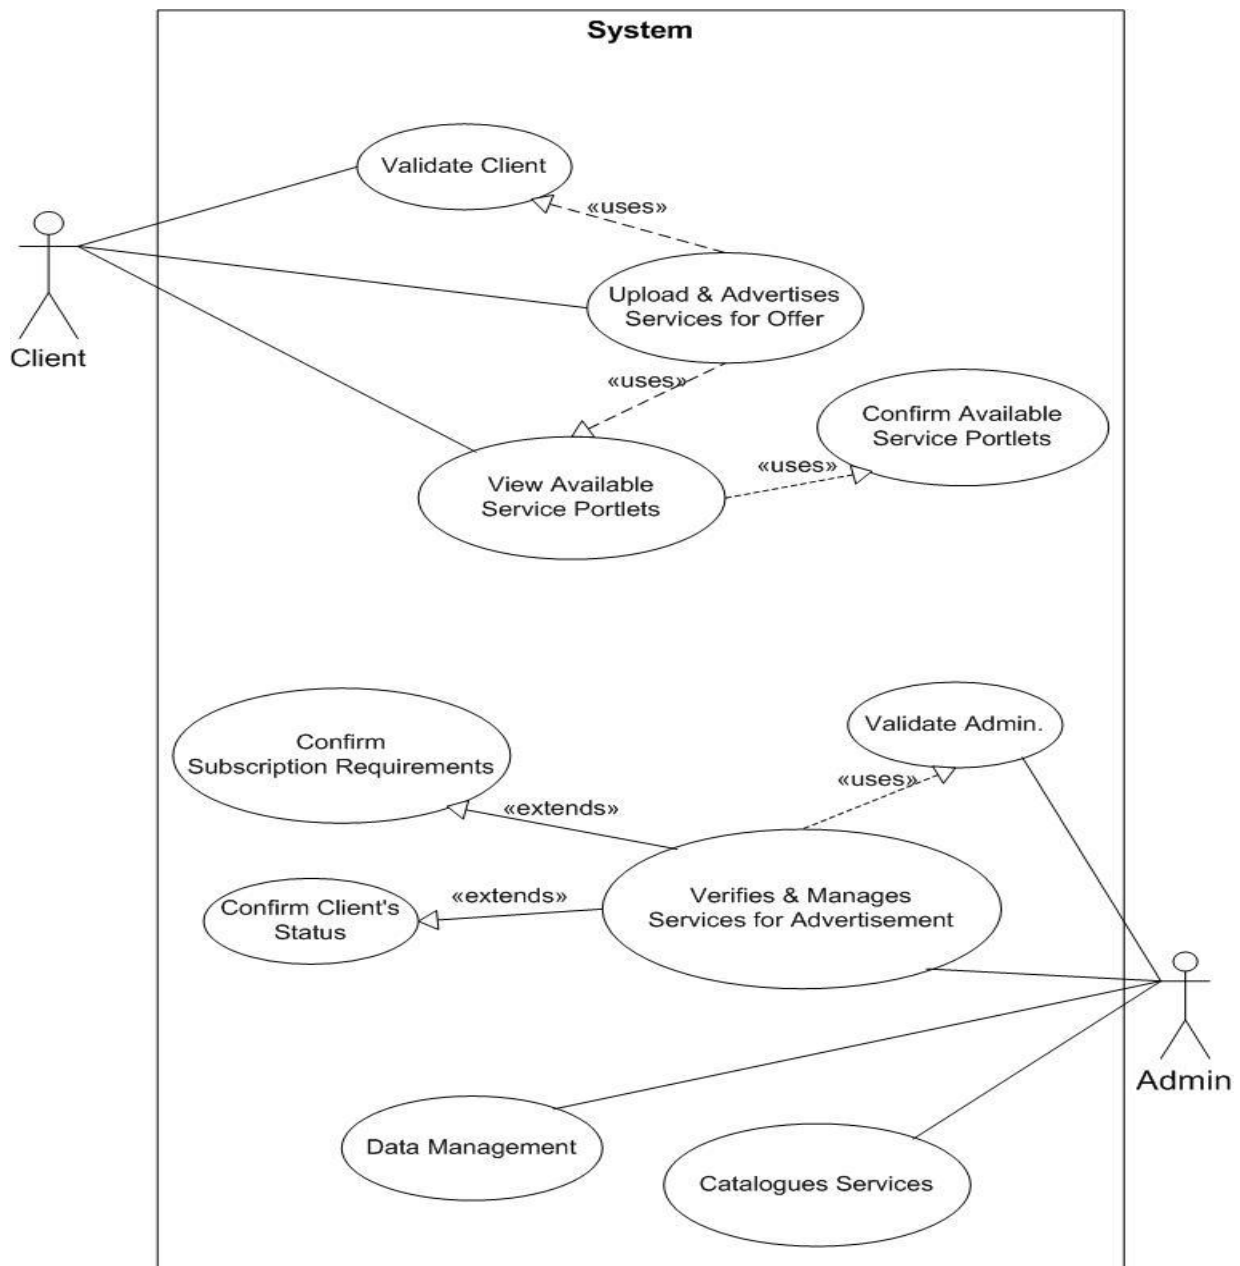 System
Validate Client
«uses»
Upload & Advertises
Services for Offer
Client
«uses»
Confirm Available
Service Portlets
«uses»
View Available
Service Portlets
Validate Admin.
Confirm
Subscription Requirements
«uses»
«extends»
Verifies & Manages
Services for Advertisement
«extends»
Confirm Client's
Status
Admin
Data Management
Catalogues Services